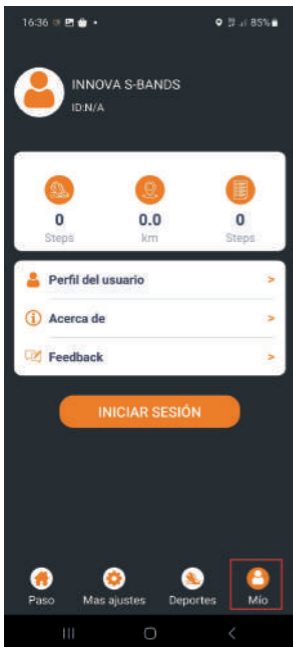 16:36 85%
INNOVA S-BANDS
ID:N/A
0 0.0 0
Steps km Steps
Perfil del usuario >
Acerca de >
Feedback >
INICIAR SESIÓN
Paso Mas ajustes Deportes Mío